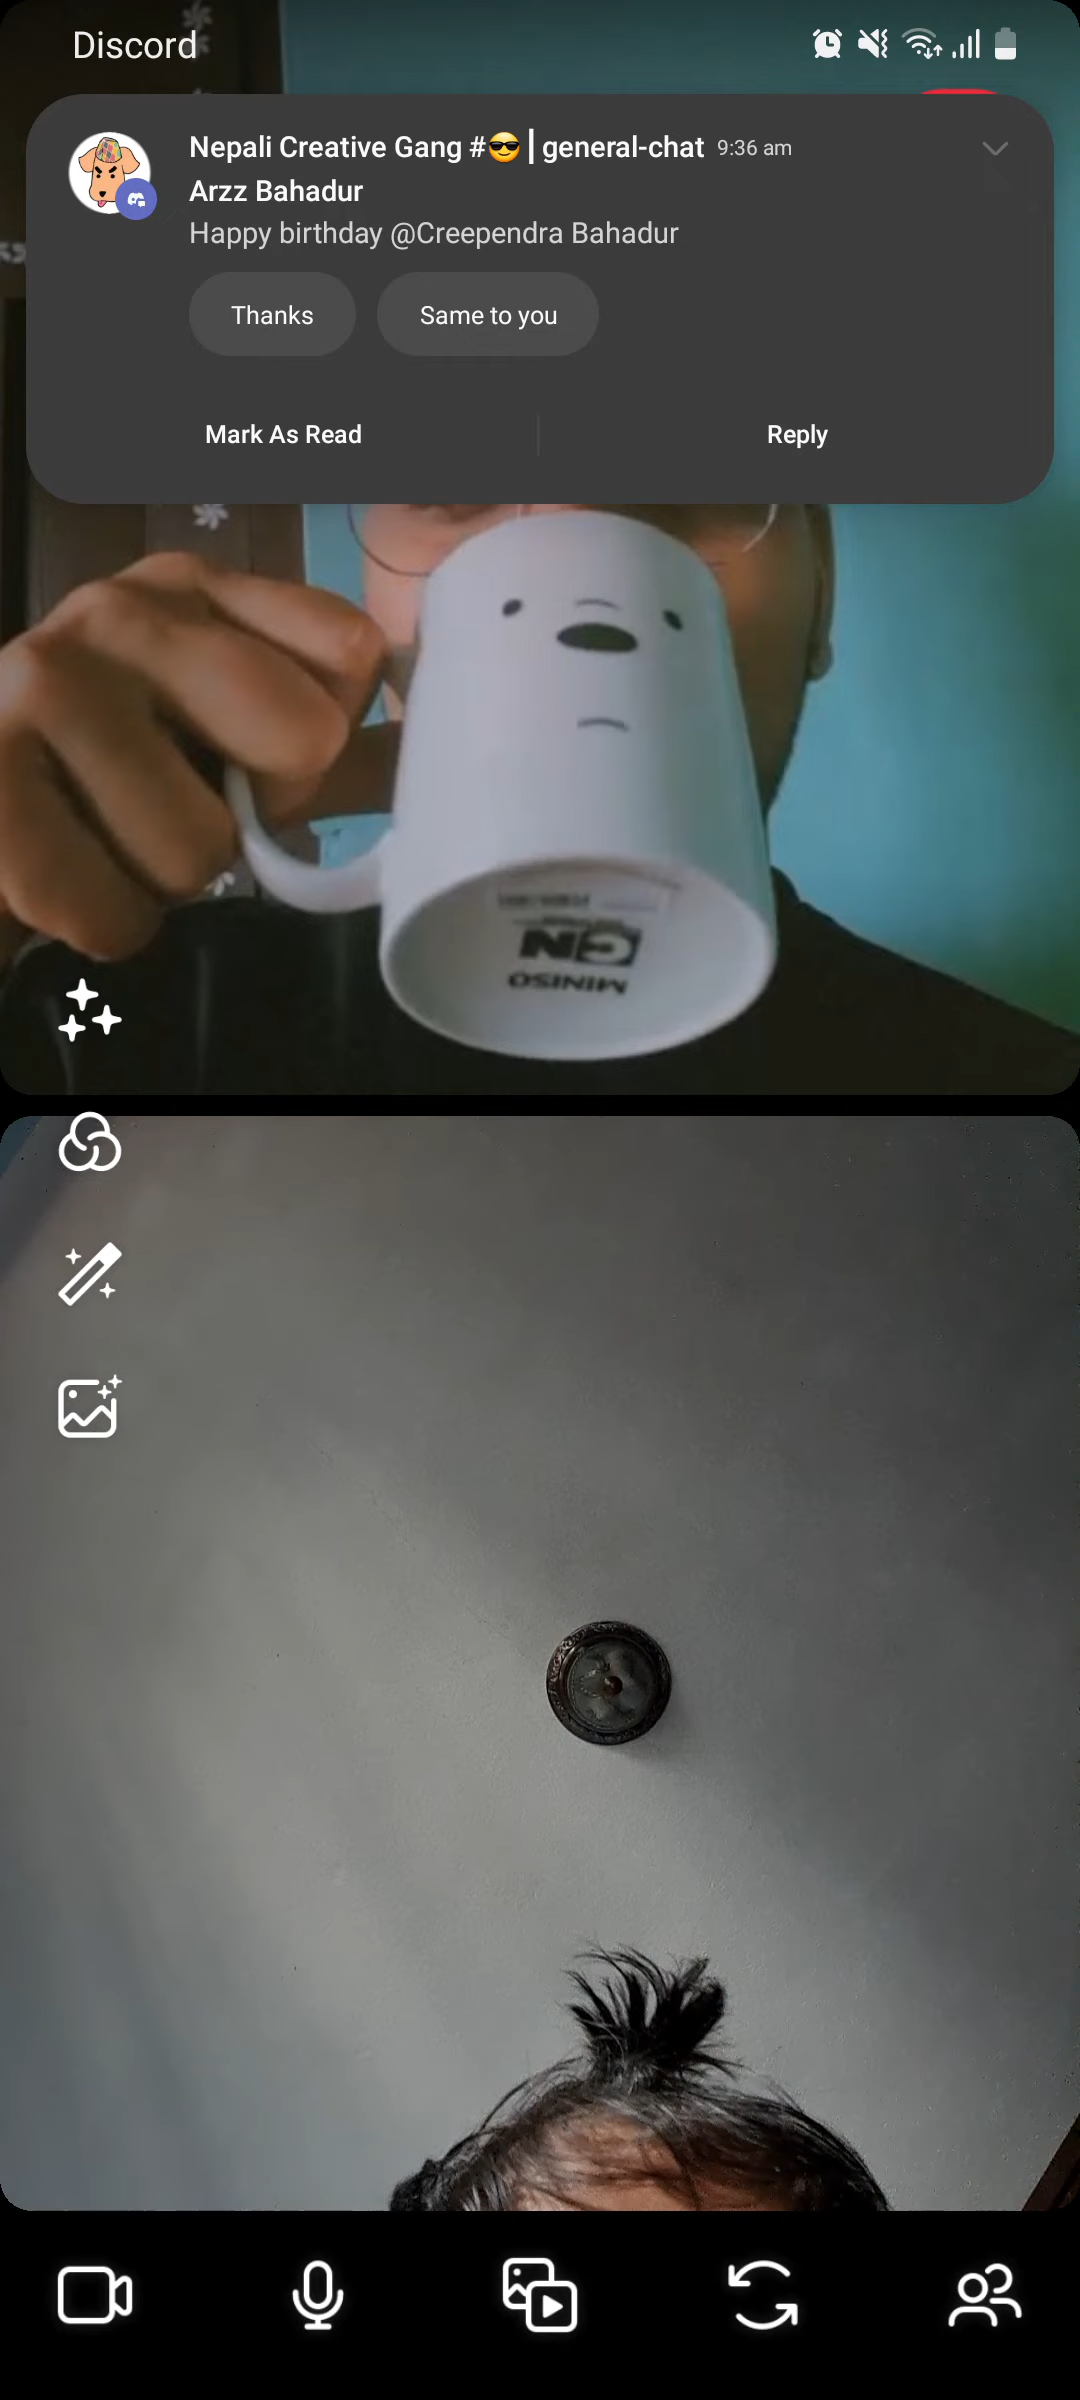 Discord
Nepali Creative Gang #😎 | general-chat 9:36 am
Arzz Bahadur
Happy birthday @Creependra Bahadur
Thanks
Same to you
Mark As Read
Reply
CN
MINISO